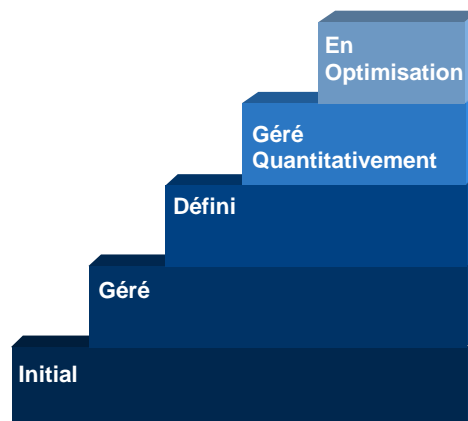 En
Optimisation
Géré
Quantitativement
Défini
Géré
Initial